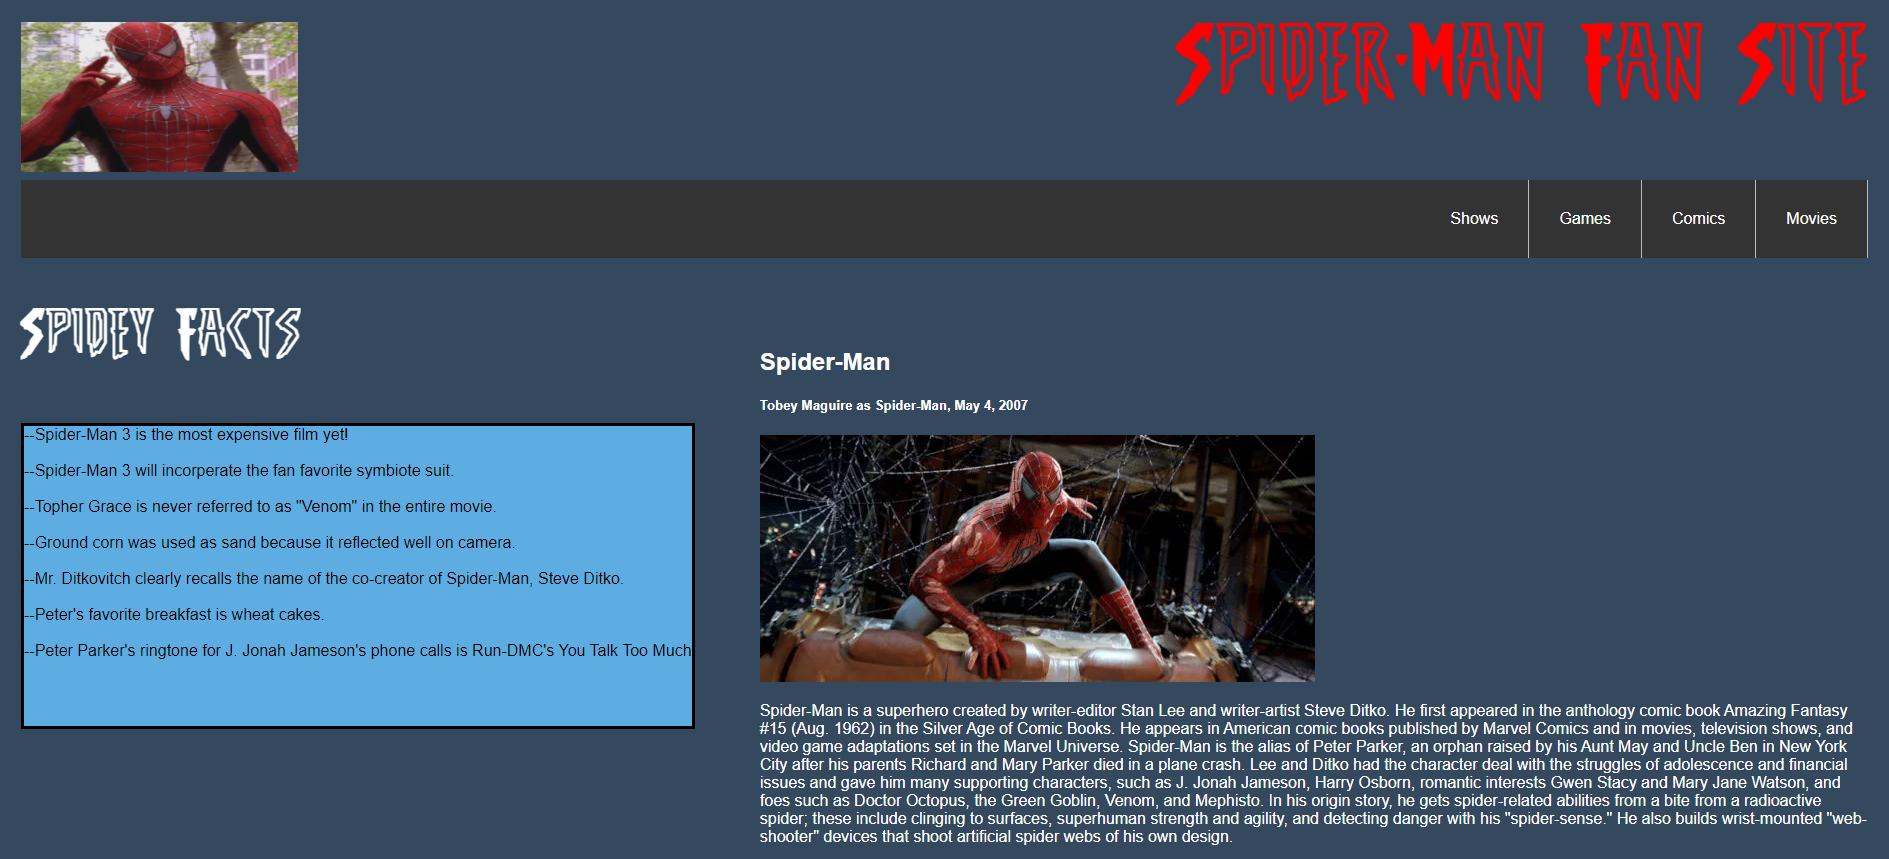 Spider-Man Fan Site
Shows Games Comics Movies
Spidey Facts
--Spider-Man 3 is the most expensive film yet!
--Spider-Man 3 will incorperate the fan favorite symbiote suit.
--Topher Grace is never referred to as "Venom" in the entire movie.
--Ground corn was used as sand because it reflected well on camera.
--Mr. Ditkovitch clearly recalls the name of the co-creator of Spider-Man, Steve Ditko.
--Peter's favorite breakfast is wheat cakes.
--Peter Parker's ringtone for J. Jonah Jameson's phone calls is Run-DMC's You Talk Too Much
Spider-Man
Tobey Maguire as Spider-Man, May 4, 2007
Spider-Man is a superhero created by writer-editor Stan Lee and writer-artist Steve Ditko. He first appeared in the anthology comic book Amazing Fantasy
#15 (Aug. 1962) in the Silver Age of Comic Books. He appears in American comic books published by Marvel Comics and in movies, television shows, and
video game adaptations set in the Marvel Universe. Spider-Man is the alias of Peter Parker, an orphan raised by his Aunt May and Uncle Ben in New York
City after his parents Richard and Mary Parker died in a plane crash. Lee and Ditko had the character deal with the struggles of adolescence and financial
issues and gave him many supporting characters, such as J. Jonah Jameson, Harry Osborn, romantic interests Gwen Stacy and Mary Jane Watson, and
foes such as Doctor Octopus, the Green Goblin, Venom, and Mephisto. In his origin story, he gets spider-related abilities from a bite from a radioactive
spider; these include clinging to surfaces, superhuman strength and agility, and detecting danger with his "spider-sense." He also builds wrist-mounted "web-
shooter" devices that shoot artificial spider webs of his own design.